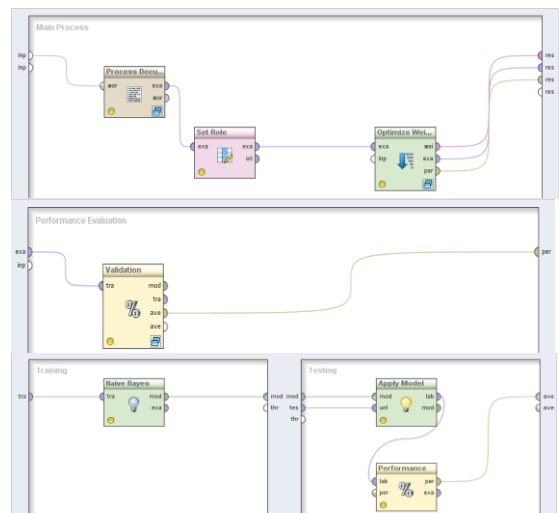 Main Process
inp
inp
res
res
res
res
Process Docu...
wor exa
wor
Set Role
exa exa
ori
Optimize Wei...
exa wei
inp exa
per
Performance Evaluation
exa
inp
per
Validation
tra mod
tra
ave
ave
%
Training
tra
Naive Bayes
tra mod
exa
mod
thr
Testing
mod
tes
thr
Apply Model
mod lab
unl mod
ave
ave
Performance
lab per
per exa
%